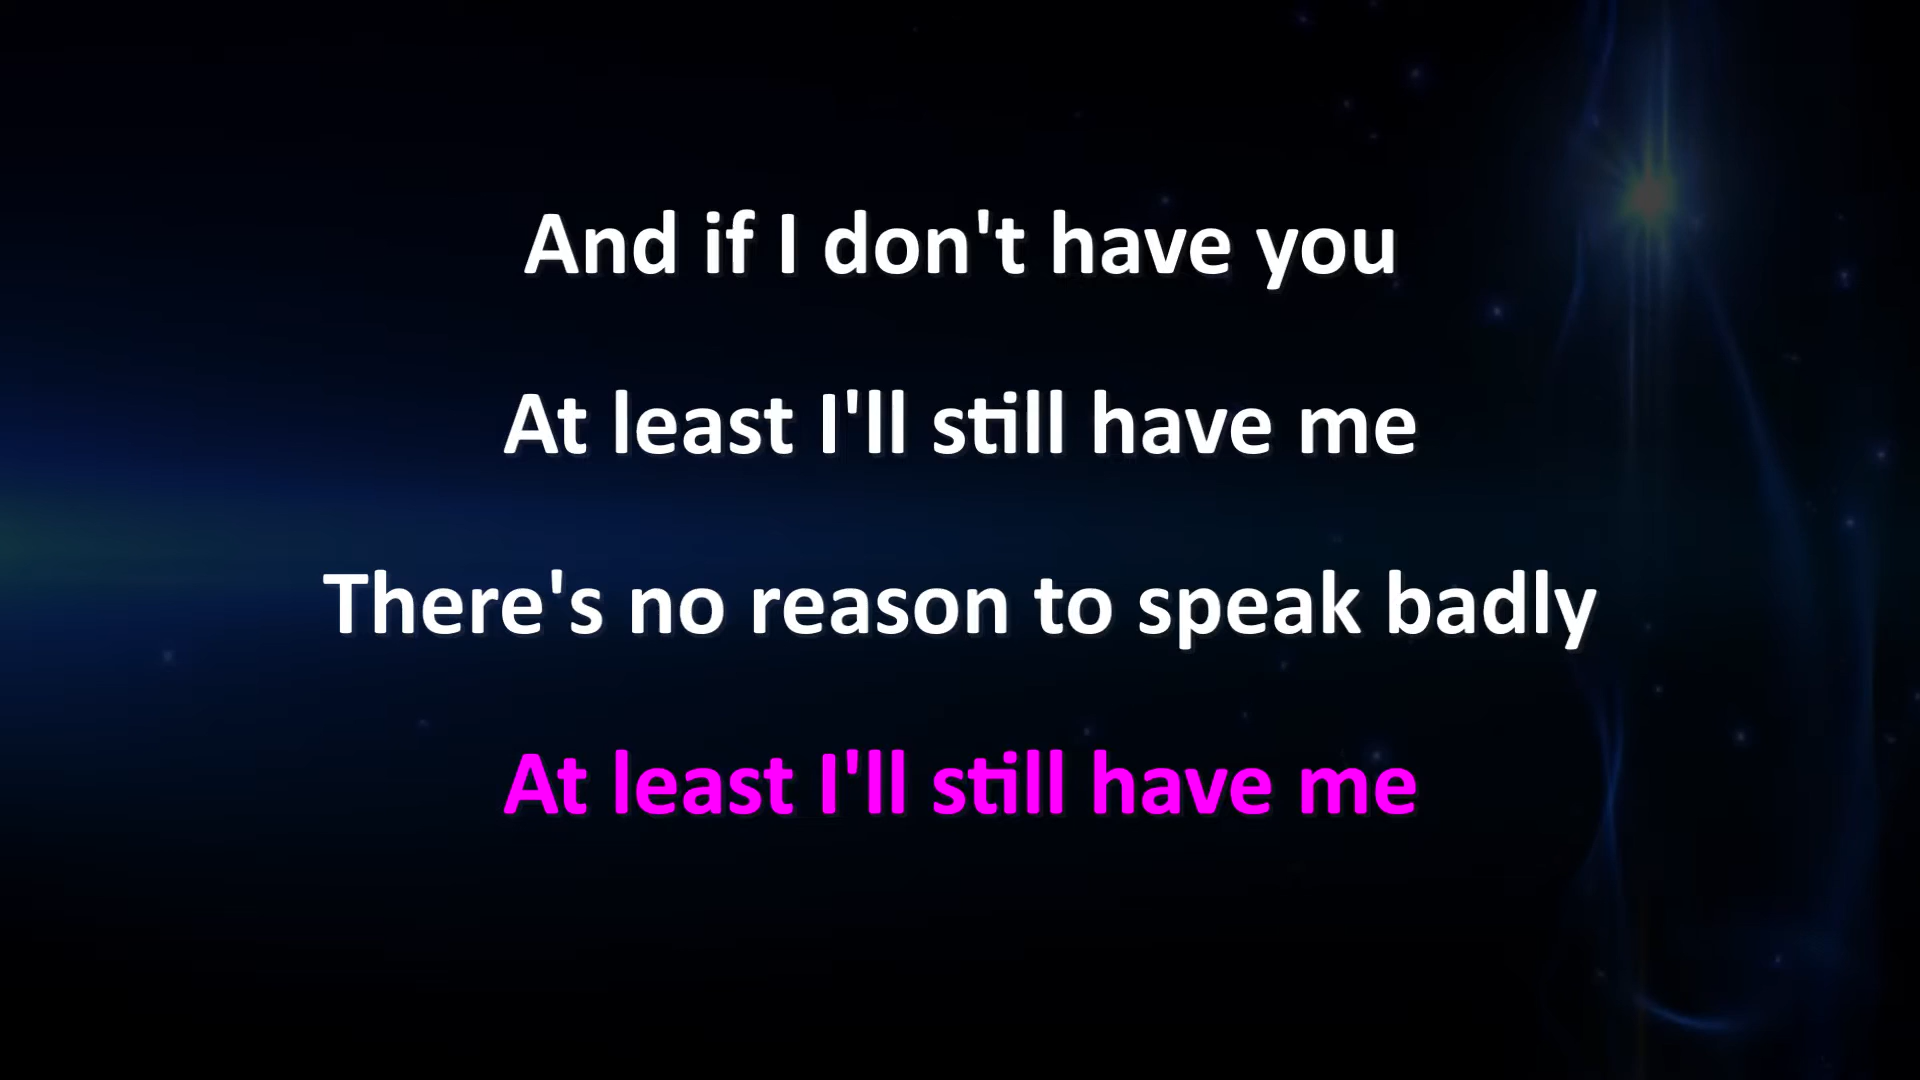 And if I don't have you
At least I'll still have me
There's no reason to speak badly
At least I'll still have me